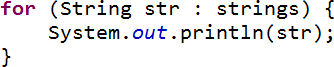 for (String str : strings) {
    System.out.println(str);
}